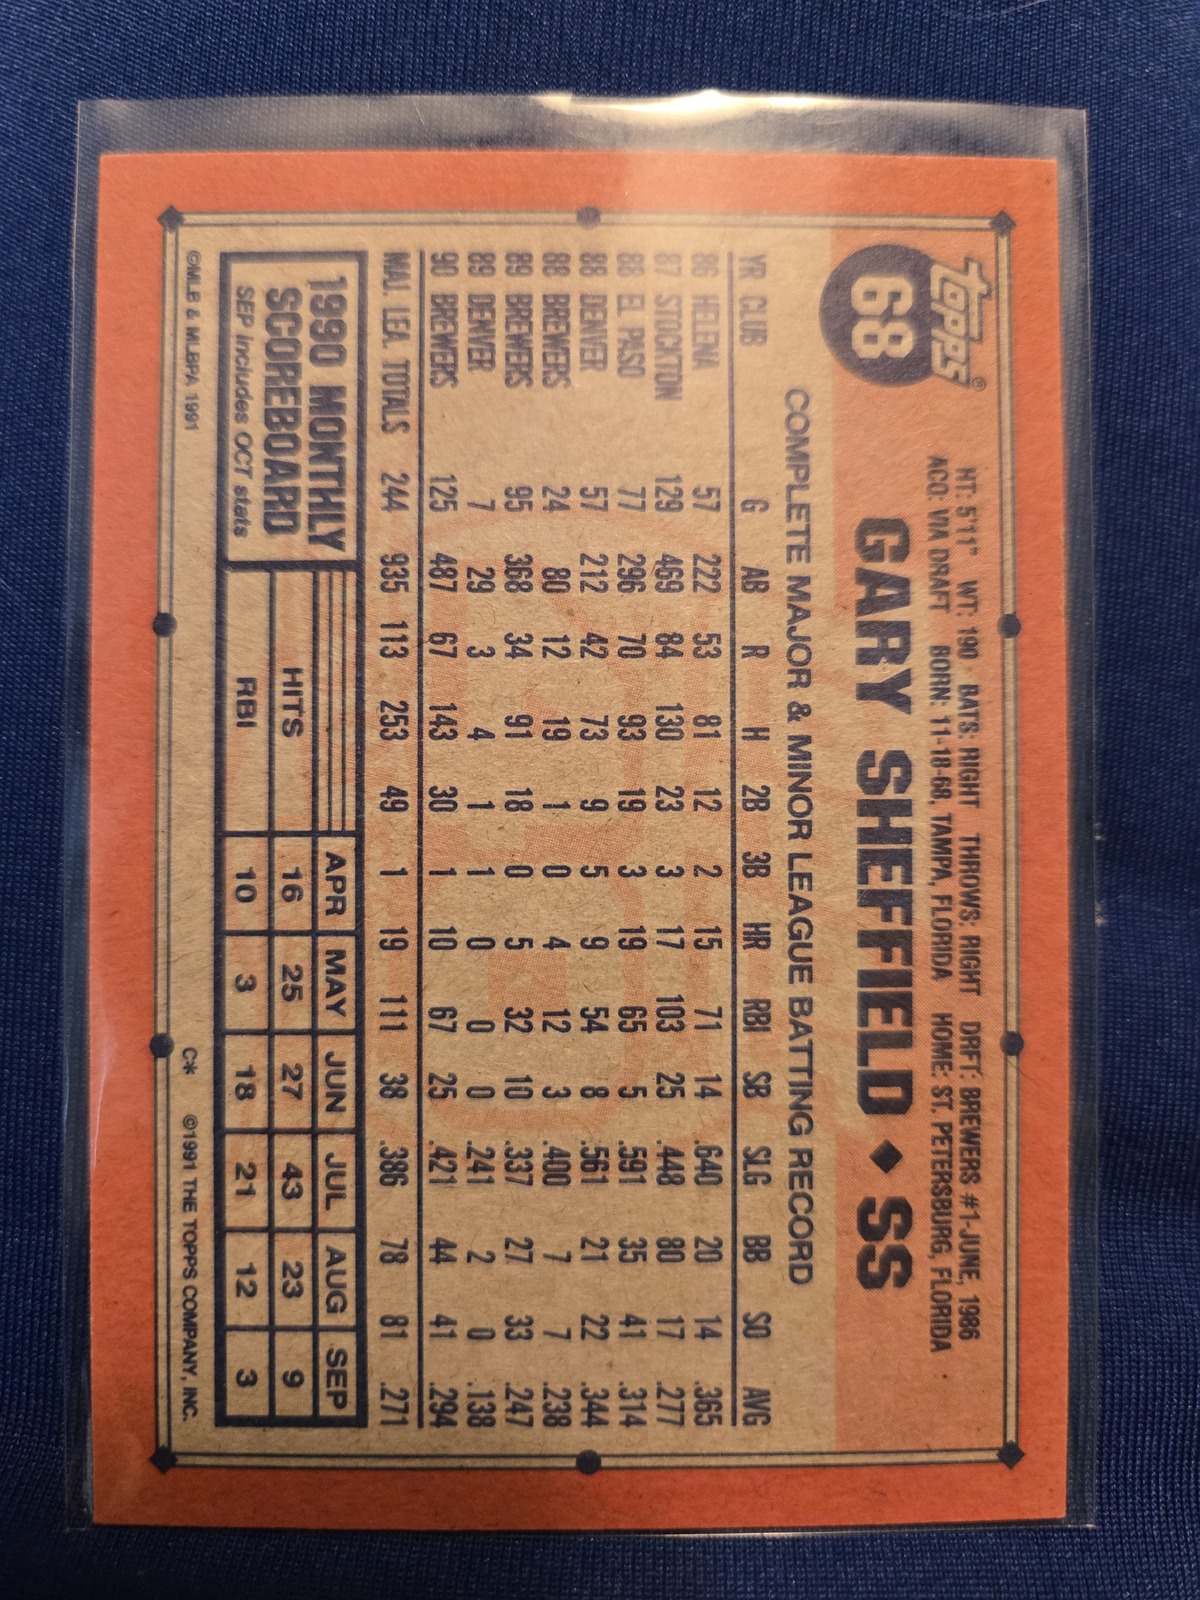 topps®
68
HT: 5'11" WT: 190 BATS: RIGHT THROWS: RIGHT DRFT: BREWERS #1-JUNE, 1986
ACQ: VIA DRAFT BORN: 11-18-68, TAMPA, FLORIDA HOME: ST. PETERSBURG, FLORIDA
GARY SHEFFIELD ◆ SS
COMPLETE MAJOR & MINOR LEAGUE BATTING RECORD
YR CLUB G AB R H 2B 3B HR RBI SB SLG BB SO AVG
86 HELENA 57 222 53 81 12 2 15 71 14 .640 20 14 .365
87 STOCKTON 129 469 84 130 23 3 17 103 25 .448 80 17 .277
88 EL PASO 77 296 70 93 19 3 19 65 5 .591 35 41 .314
88 DENVER 57 212 42 73 9 5 9 54 8 .561 21 22 .344
88 BREWERS 24 80 12 19 1 0 4 12 3 .400 7 7 .238
89 BREWERS 95 368 34 91 18 0 5 32 10 .337 27 33 .247
89 DENVER 7 29 3 4 1 1 0 0 0 .241 2 0 .138
90 BREWERS 125 487 67 143 30 1 10 67 25 .421 44 41 .294
MAJ. LEA. TOTALS 244 935 113 253 49 1 19 111 38 .386 78 81 .271
1990 MONTHLY
SCOREBOARD
SEP includes OCT stats
APR MAY JUN JUL AUG SEP
HITS 16 25 27 43 23 9
RBI 10 3 18 21 12 3
©MLB & MLBPA 1991 C* ©1991 THE TOPPS COMPANY, INC.